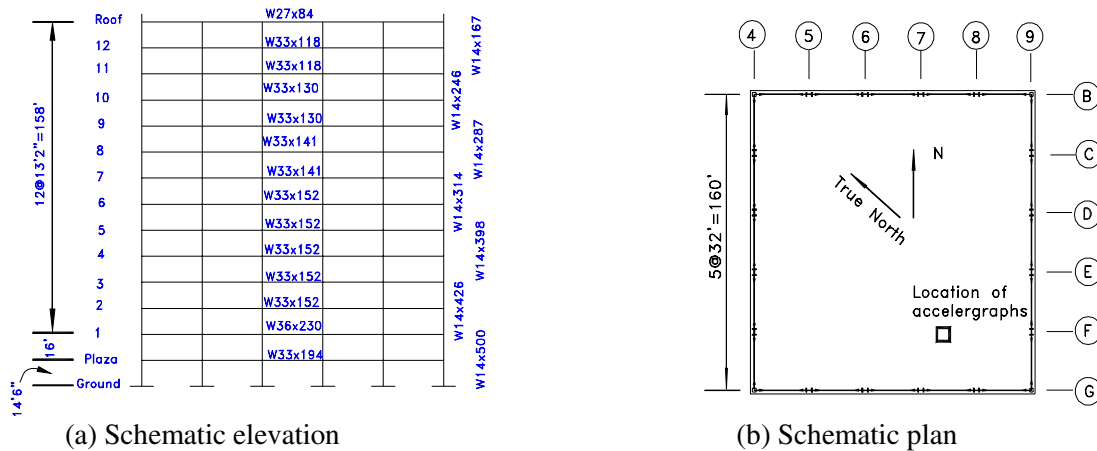 Roof
W27x84
12
W33x118
11
W33x118
10
W33x130
9
W33x130
8
W33x141
7
W33x141
6
W33x152
5
W33x152
4
W33x152
3
W33x152
2
W33x152
1
W36x230
Plaza
W33x194
Ground
12@13'2"=158'
16'
14'6"
W14x167
W14x246
W14x287
W14x314
W14x398
W14x426
W14x500
(a) Schematic elevation
4
5
6
7
8
9
B
C
D
E
F
G
N
True North
5@32'=160'
Location of
accelergraphs
(b) Schematic plan